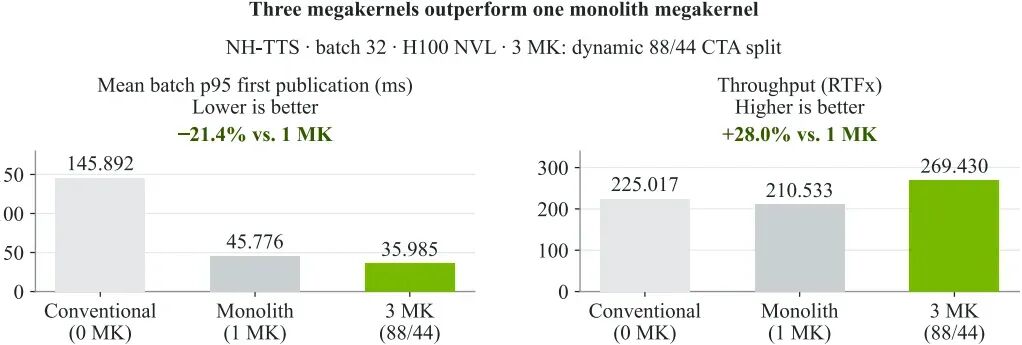 Three megakernels outperform one monolith megakernel
NH-TTS · batch 32 · H100 NVL · 3 MK: dynamic 88/44 CTA split
Mean batch p95 first publication (ms)
Lower is better
−21.4% vs. 1 MK
50
00
50
0
145.892
45.776
35.985
Conventional
(0 MK)
Monolith
(1 MK)
3 MK
(88/44)
Throughput (RTFx)
Higher is better
+28.0% vs. 1 MK
300
200
100
0
225.017
210.533
269.430
Conventional
(0 MK)
Monolith
(1 MK)
3 MK
(88/44)